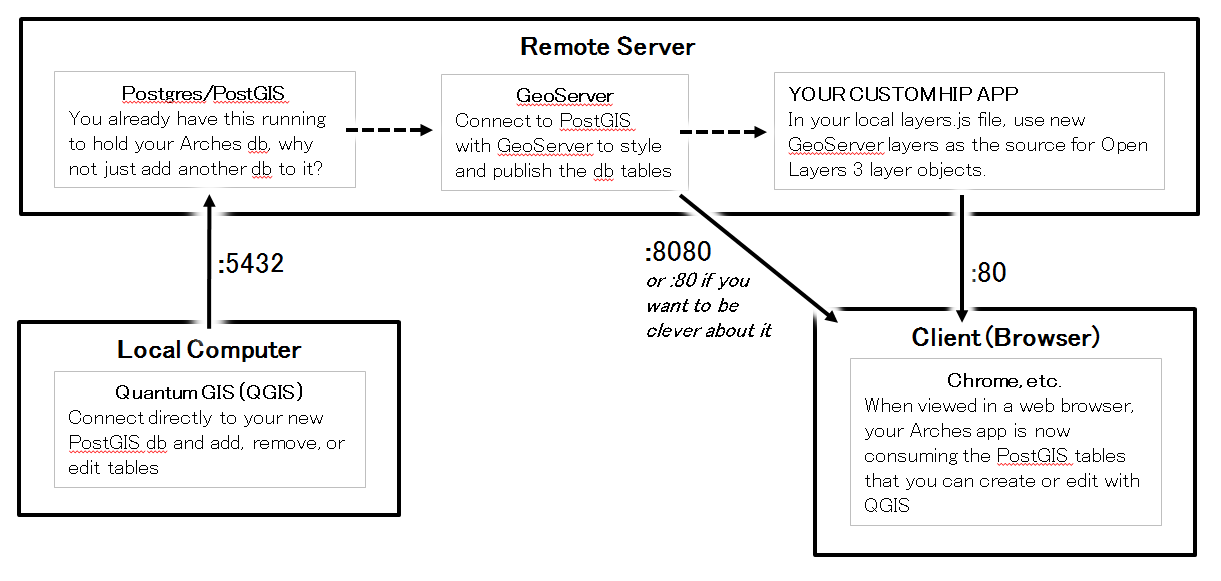 Remote Server
Postgres/PostGIS
You already have this running
to hold your Arches db, why
not just add another db to it?
GeoServer
Connect to PostGIS
with GeoServer to style
and publish the db tables
YOUR CUSTOM HIP APP
In your local layers.js file, use new
GeoServer layers as the source for Open
Layers 3 layer objects.
:5432
:8080
or :80 if you
want to be
clever about it
:80
Local Computer
Quantum GIS (QGIS)
Connect directly to your new
PostGIS db and add, remove, or
edit tables
Client (Browser)
Chrome, etc.
When viewed in a web browser,
your Arches app is now
consuming the PostGIS tables
that you can create or edit with
QGIS